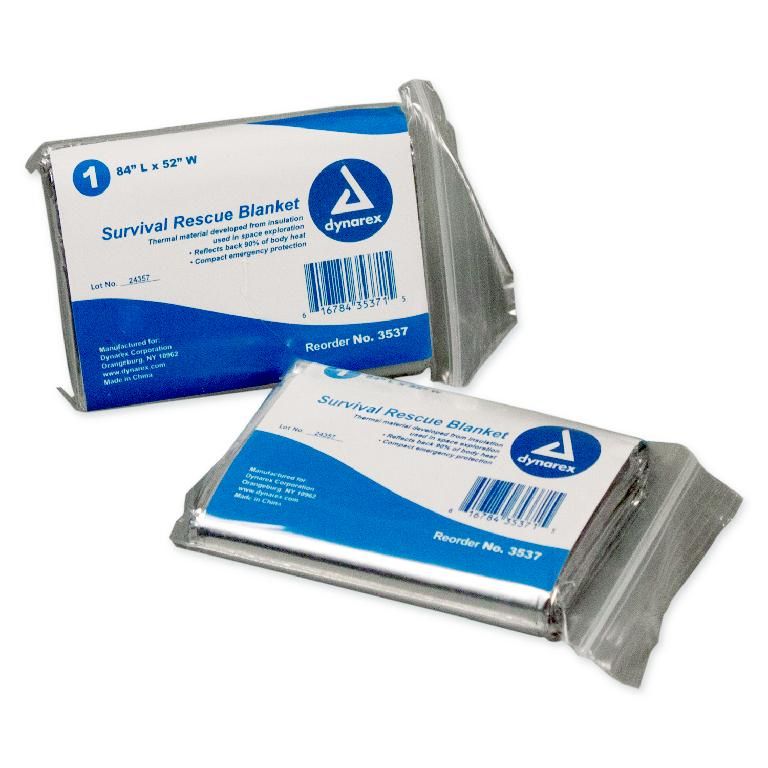 1 84" L x 52" W
Survival Rescue Blanket
Thermal material developed from insulation
used in space exploration
• Reflects back 90% of body heat
• Compact emergency protection
dynarex
Lot No. 24357
6 16784 35371 5
Reorder No. 3537
Manufactured for:
Dynarex Corporation
Orangeburg, NY 10962
www.dynarex.com
Made in China
Survival Rescue Blanket
Thermal material developed from insulation
used in space exploration
• Reflects back 90% of body heat
• Compact emergency protection
dynarex
Lot No. 24357
6 16784 35371 5
Reorder No. 3537
Manufactured for
Dynarex Corporation
Orangeburg, NY 10962
www.dynarex.com
Made in China